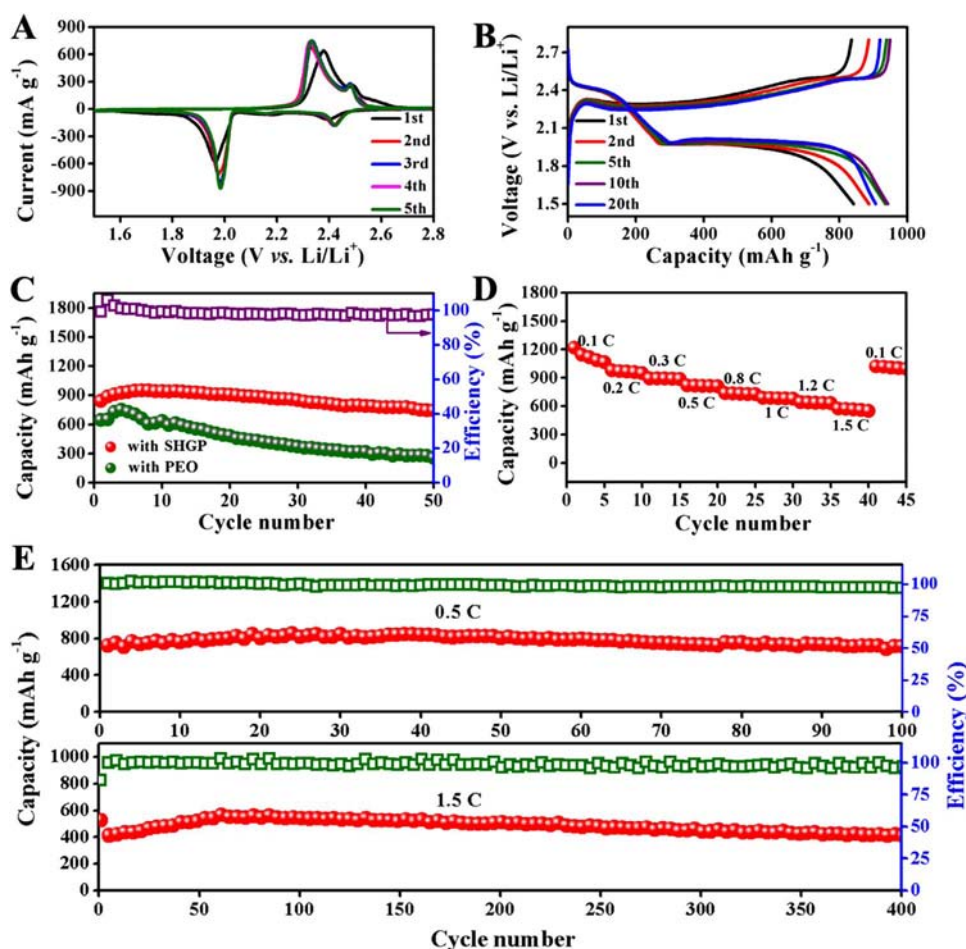 A
Current (mA g-1)
900
600
300
0
-300
-600
-900
1st
2nd
3rd
4th
5th
1.6 1.8 2.0 2.2 2.4 2.6 2.8
Voltage (V vs. Li/Li+)
B
Voltage (V vs. Li/Li+)
2.7
2.4
2.1
1.8
1.5
1st
2nd
5th
10th
20th
0 200 400 600 800 1000
Capacity (mAh g-1)
C
Capacity (mAh g-1)
1800
1500
1200
900
600
300
0
with SHGP
with PEO
100
80
60
40
20
0
Efficiency (%)
0 10 20 30 40 50
Cycle number
D
Capacity (mAh g-1)
1800
1500
1200
900
600
300
0
0.1 C
0.2 C
0.3 C
0.5 C
0.8 C
1 C
1.2 C
1.5 C
0.1 C
0 5 10 15 20 25 30 35 40 45
Cycle number
E
Capacity (mAh g-1)
1600
1200
800
400
0
0.5 C
100
75
50
25
0
0 10 20 30 40 50 60 70 80 90 100
1000
800
600
400
200
0
1.5 C
100
75
50
25
0
Efficiency (%)
0 50 100 150 200 250 300 350 400
Cycle number